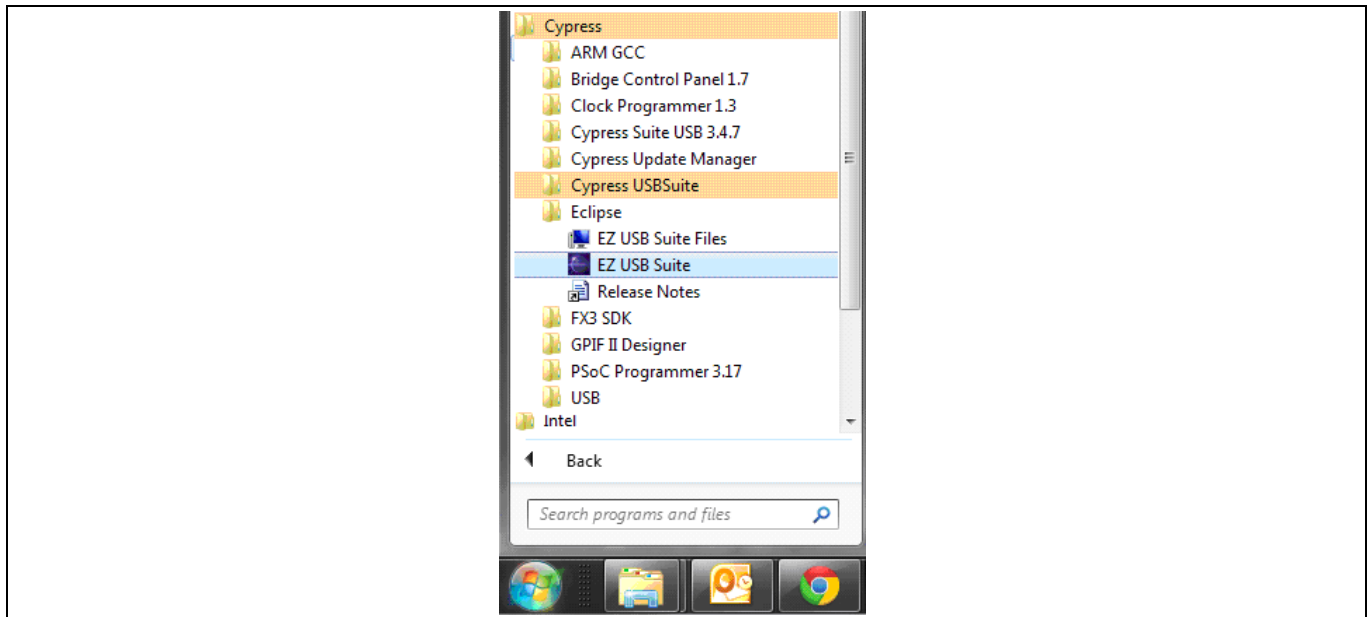 Cypress
ARM GCC
Bridge Control Panel 1.7
Clock Programmer 1.3
Cypress Suite USB 3.4.7
Cypress Update Manager
Cypress USBSuite
Eclipse
EZ USB Suite Files
EZ USB Suite
Release Notes
FX3 SDK
GPIF II Designer
PSoC Programmer 3.17
USB
Intel
Back
Search programs and files